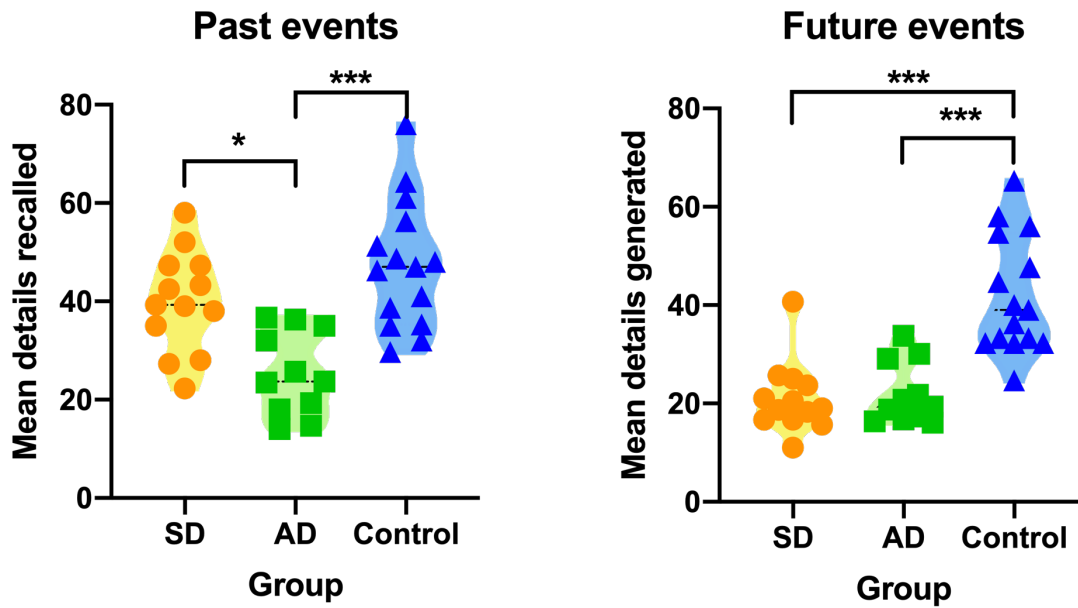 Past events
***
*
80
60
40
20
0
Mean details recalled
SD
AD
Control
Group
Future events
***
***
80
60
40
20
0
Mean details generated
SD
AD
Control
Group